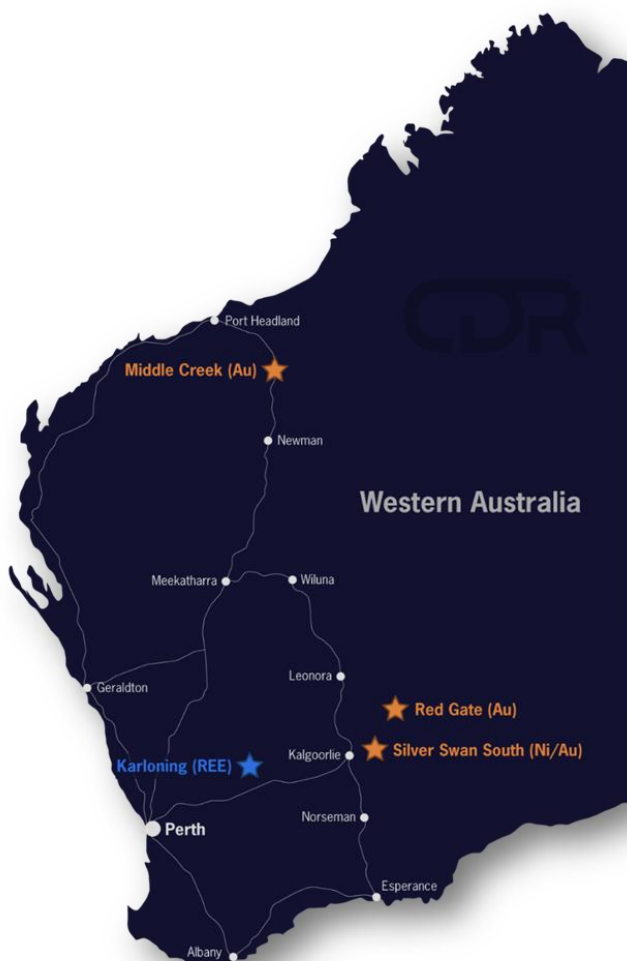 CDR
Port Headland
Middle Creek (Au)
Newman
Western Australia
Meekatharra
Wiluna
Leonora
Geraldton
Red Gate (Au)
Silver Swan South (Ni/Au)
Kalgoorlie
Karloning (REE)
Norseman
Perth
Esperance
Albany